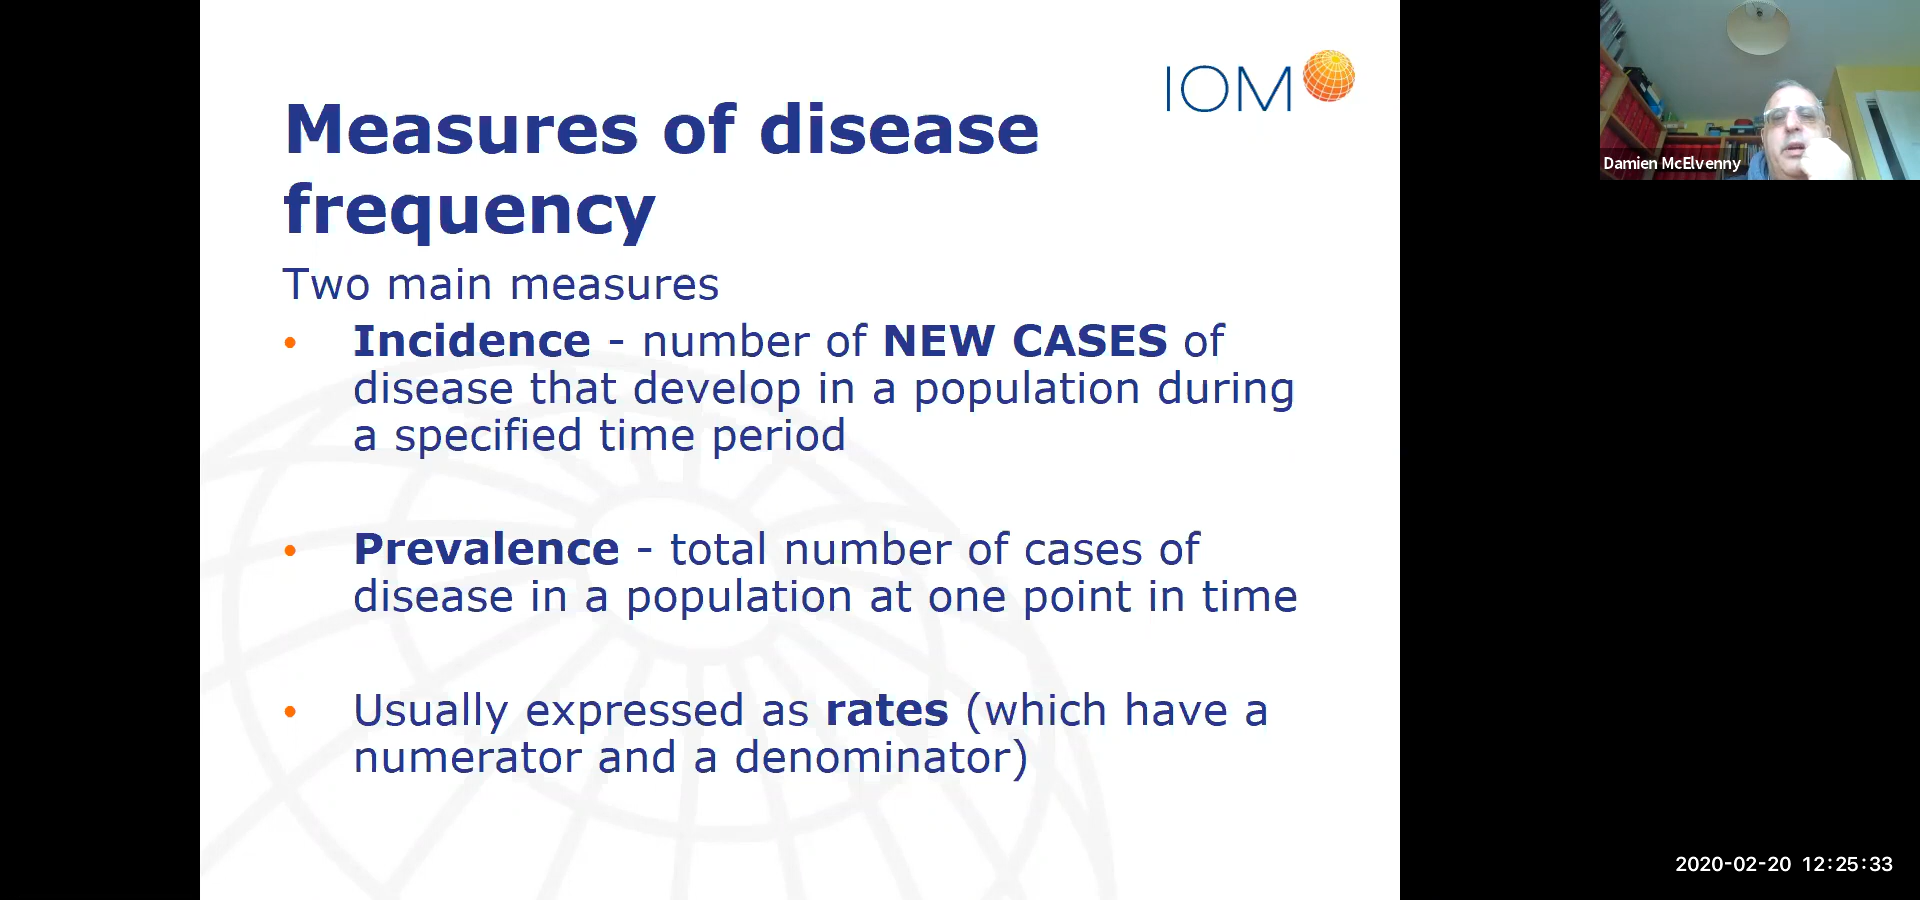 IOM
Measures of disease
frequency
Two main measures
• Incidence - number of NEW CASES of
disease that develop in a population during
a specified time period
• Prevalence - total number of cases of
disease in a population at one point in time
• Usually expressed as rates (which have a
numerator and a denominator)
Damien McElvenny
2020-02-20 12:25:33